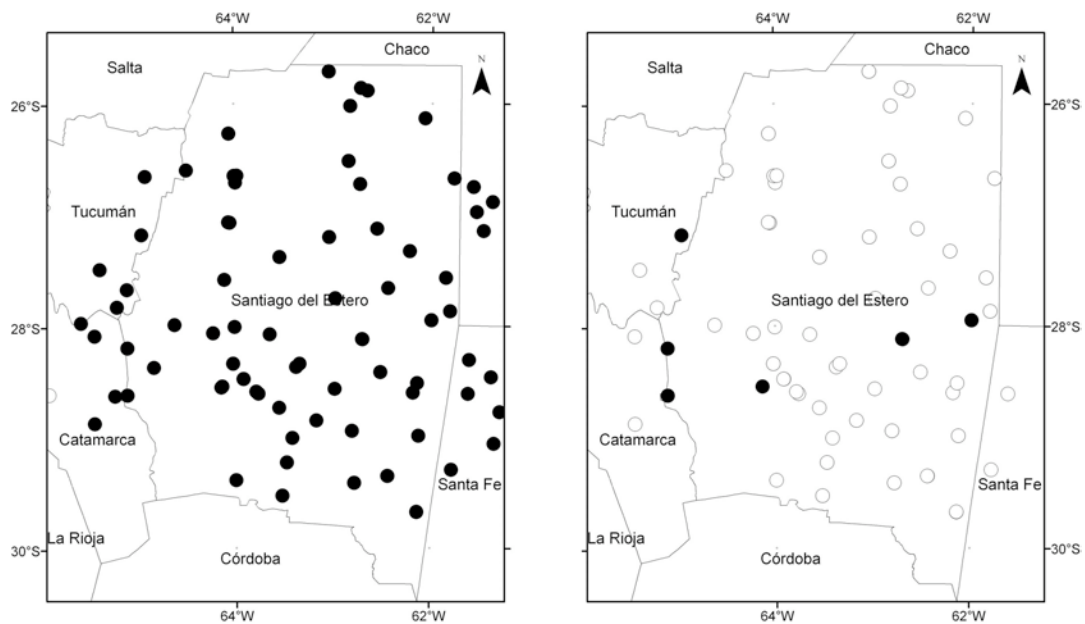 64°W 62°W
Chaco
Salta
N
26°S
Tucumán
Santiago del Estero
28°S
Catamarca
Santa Fe
La Rioja
30°S
Córdoba
64°W 62°W
64°W 62°W
Chaco
Salta
N
26°S
Tucumán
Santiago del Estero
28°S
Catamarca
Santa Fe
La Rioja
30°S
Córdoba
64°W 62°W